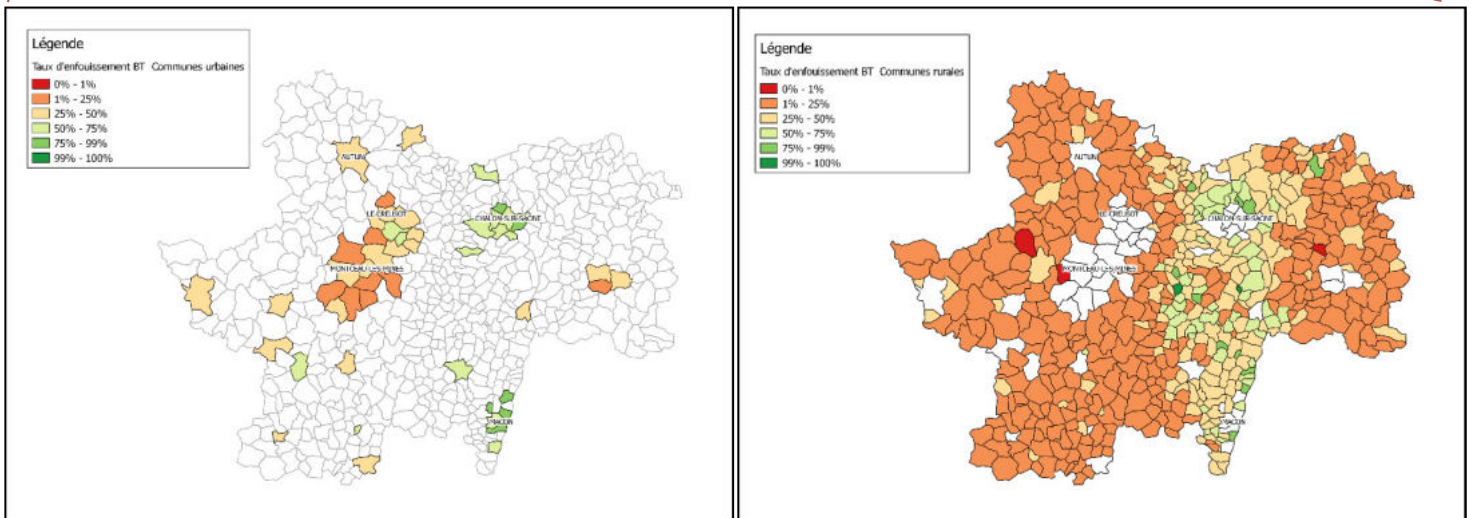 Légende
Taux d'enfouissement BT Communes urbaines
0% - 1%
1% - 25%
25% - 50%
50% - 75%
75% - 99%
99% - 100%
AUTUN
LE CREUSOT
CHALON-SUR-SAONE
MONTCEAU-LES-MINES
MACON
Légende
Taux d'enfouissement BT Communes rurales
0% - 1%
1% - 25%
25% - 50%
50% - 75%
75% - 99%
99% - 100%
AUTUN
LE CREUSOT
CHALON-SUR-SAONE
MONTCEAU-LES-MINES
MACON